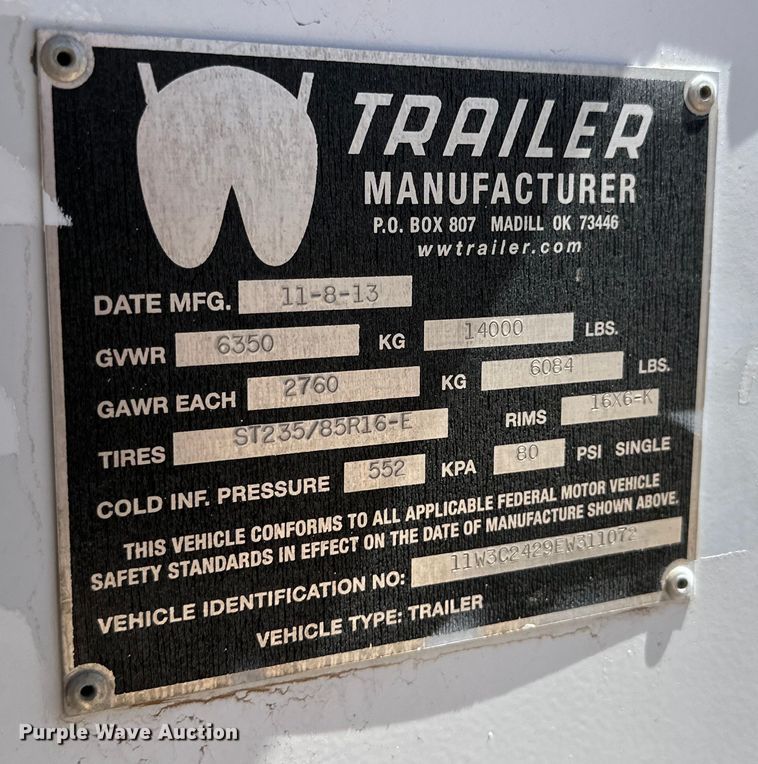 TRAILER
MANUFACTURER
P.O. BOX 807 MADILL OK 73446
wwtrailer.com
DATE MFG. 11-8-13
GVWR 6350 KG 14000 LBS.
GAWR EACH 2760 KG 6084 LBS.
TIRES ST235/85R16-E RIMS 16X6-K
COLD INF. PRESSURE 552 KPA 80 PSI SINGLE
THIS VEHICLE CONFORMS TO ALL APPLICABLE FEDERAL MOTOR VEHICLE
SAFETY STANDARDS IN EFFECT ON THE DATE OF MANUFACTURE SHOWN ABOVE.
VEHICLE IDENTIFICATION NO: 11W3C2429EW311072
VEHICLE TYPE: TRAILER
Purple Wave Auction